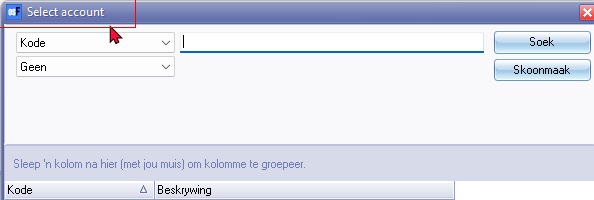 Select account
Kode
Soek
Geen
Skoonmaak
Sleep 'n kolom na hier (met jou muis) om kolomme te groepeer.
Kode Beskrywing